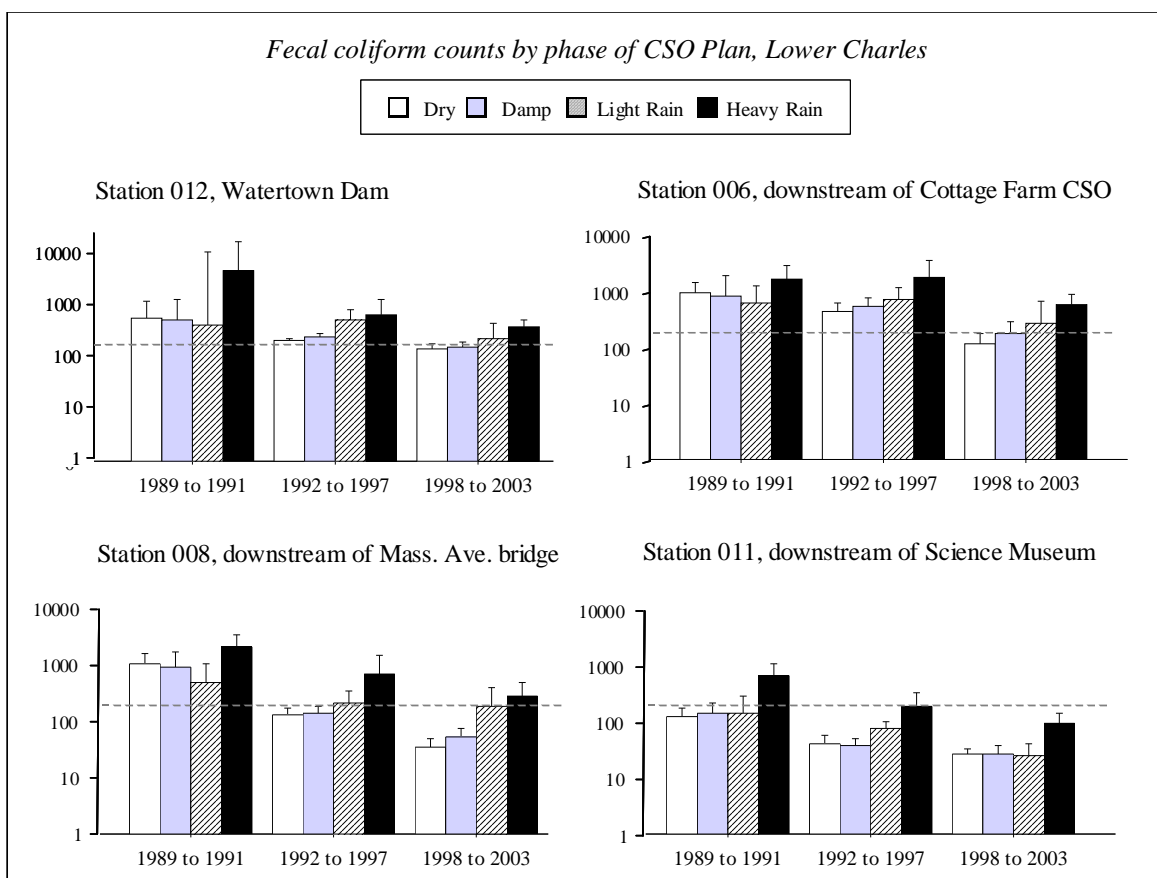 Fecal coliform counts by phase of CSO Plan, Lower Charles
Dry Damp Light Rain Heavy Rain
Station 012, Watertown Dam
10000
1000
100
10
1
1989 to 1991 1992 to 1997 1998 to 2003
Station 006, downstream of Cottage Farm CSO
10000
1000
100
10
1
1989 to 1991 1992 to 1997 1998 to 2003
Station 008, downstream of Mass. Ave. bridge
10000
1000
100
10
1
1989 to 1991 1992 to 1997 1998 to 2003
Station 011, downstream of Science Museum
10000
1000
100
10
1
1989 to 1991 1992 to 1997 1998 to 2003